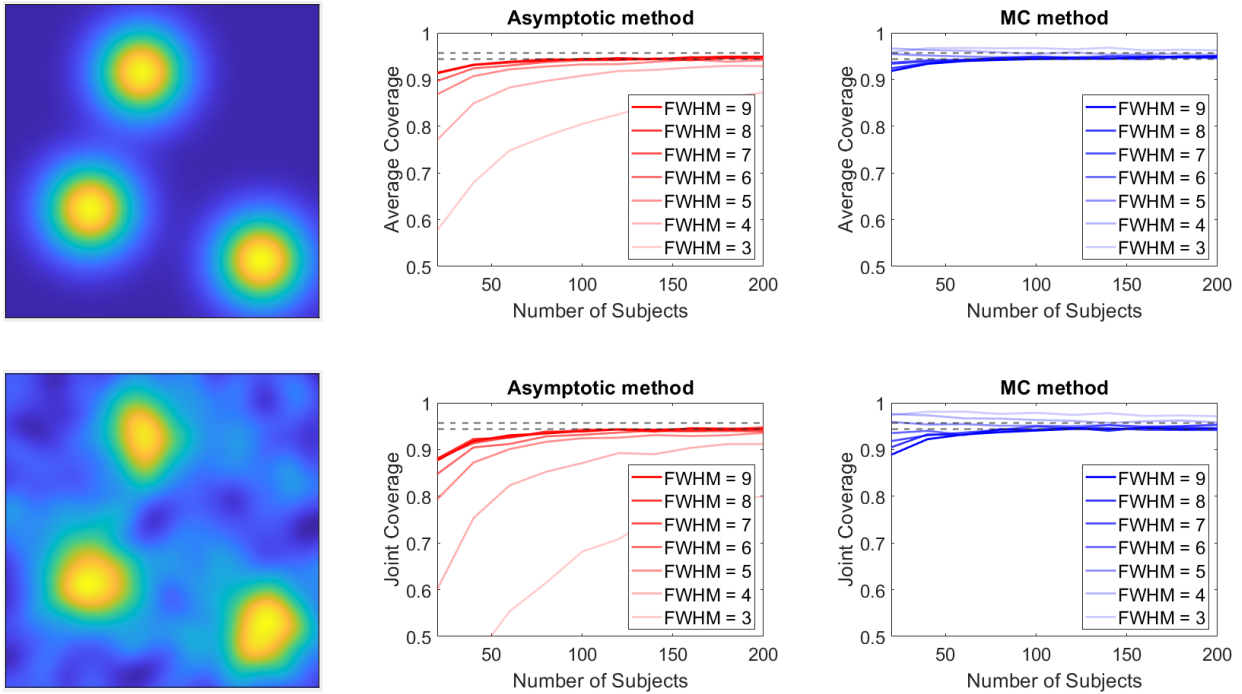 Asymptotic method
1
0.9
0.8
0.7
0.6
0.5
Average Coverage
FWHM = 9
FWHM = 8
FWHM = 7
FWHM = 6
FWHM = 5
FWHM = 4
FWHM = 3
50 100 150 200
Number of Subjects
MC method
1
0.9
0.8
0.7
0.6
0.5
Average Coverage
FWHM = 9
FWHM = 8
FWHM = 7
FWHM = 6
FWHM = 5
FWHM = 4
FWHM = 3
50 100 150 200
Number of Subjects
Asymptotic method
1
0.9
0.8
0.7
0.6
0.5
Joint Coverage
FWHM = 9
FWHM = 8
FWHM = 7
FWHM = 6
FWHM = 5
FWHM = 4
FWHM = 3
50 100 150 200
Number of Subjects
MC method
1
0.9
0.8
0.7
0.6
0.5
Joint Coverage
FWHM = 9
FWHM = 8
FWHM = 7
FWHM = 6
FWHM = 5
FWHM = 4
FWHM = 3
50 100 150 200
Number of Subjects